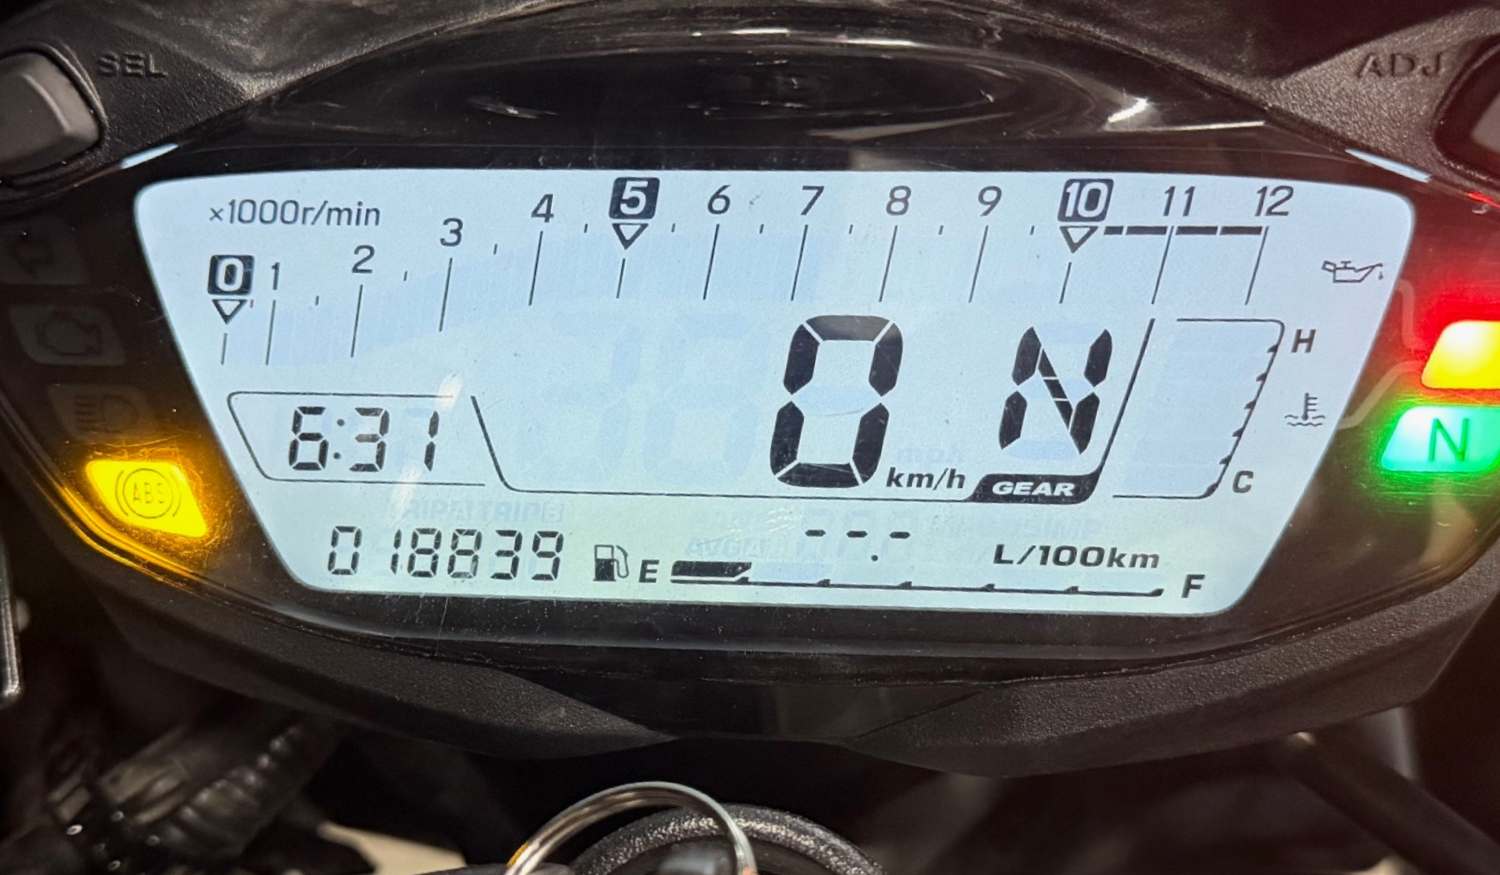 SEL
ADJ
×1000r/min
0 1 2 3 4 5 6 7 8 9 10 11 12
0 N
H
6:31
km/h
GEAR
N
C
ABS
018839
--.-
L/100km
E
F